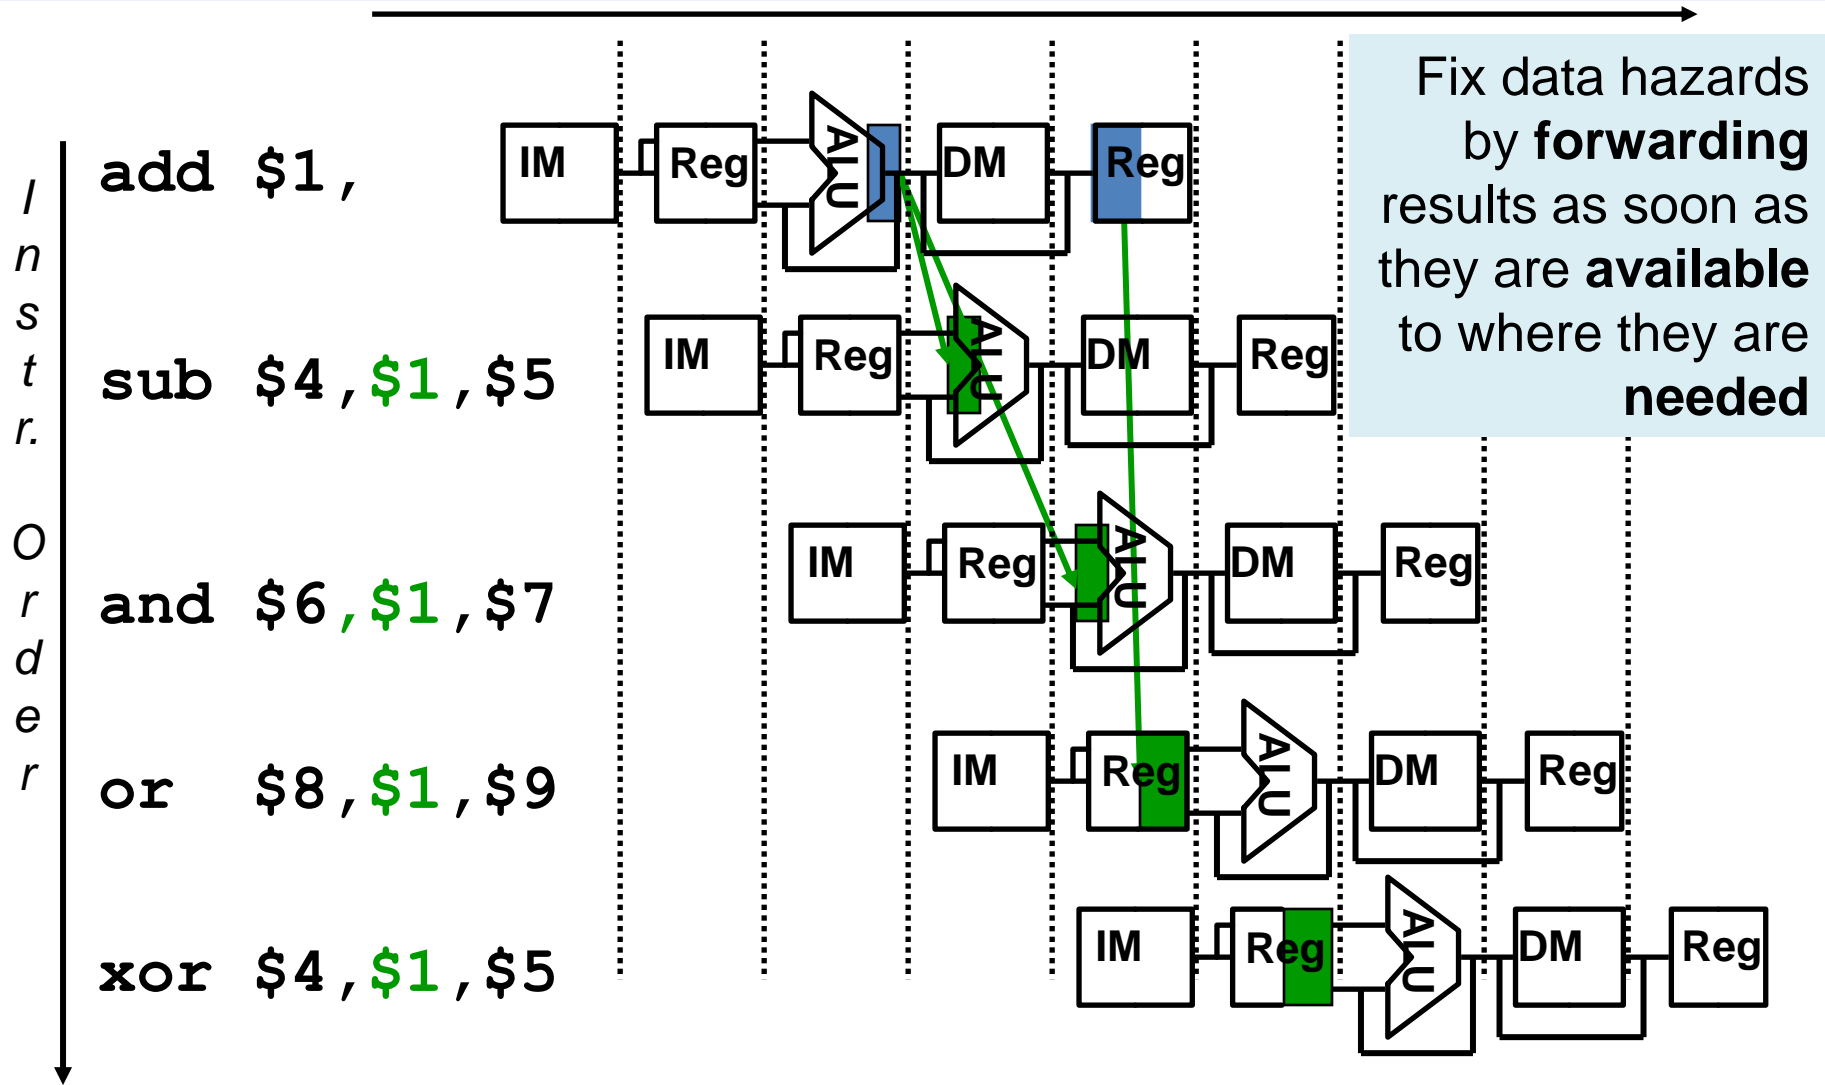 Fix data hazards
by forwarding
results as soon as
they are available
to where they are
needed
Instr. Order
add $1,
IM Reg ALU DM Reg
sub $4,$1,$5
IM Reg ALU DM Reg
and $6,$1,$7
IM Reg ALU DM Reg
or $8,$1,$9
IM Reg ALU DM Reg
xor $4,$1,$5
IM Reg ALU DM Reg